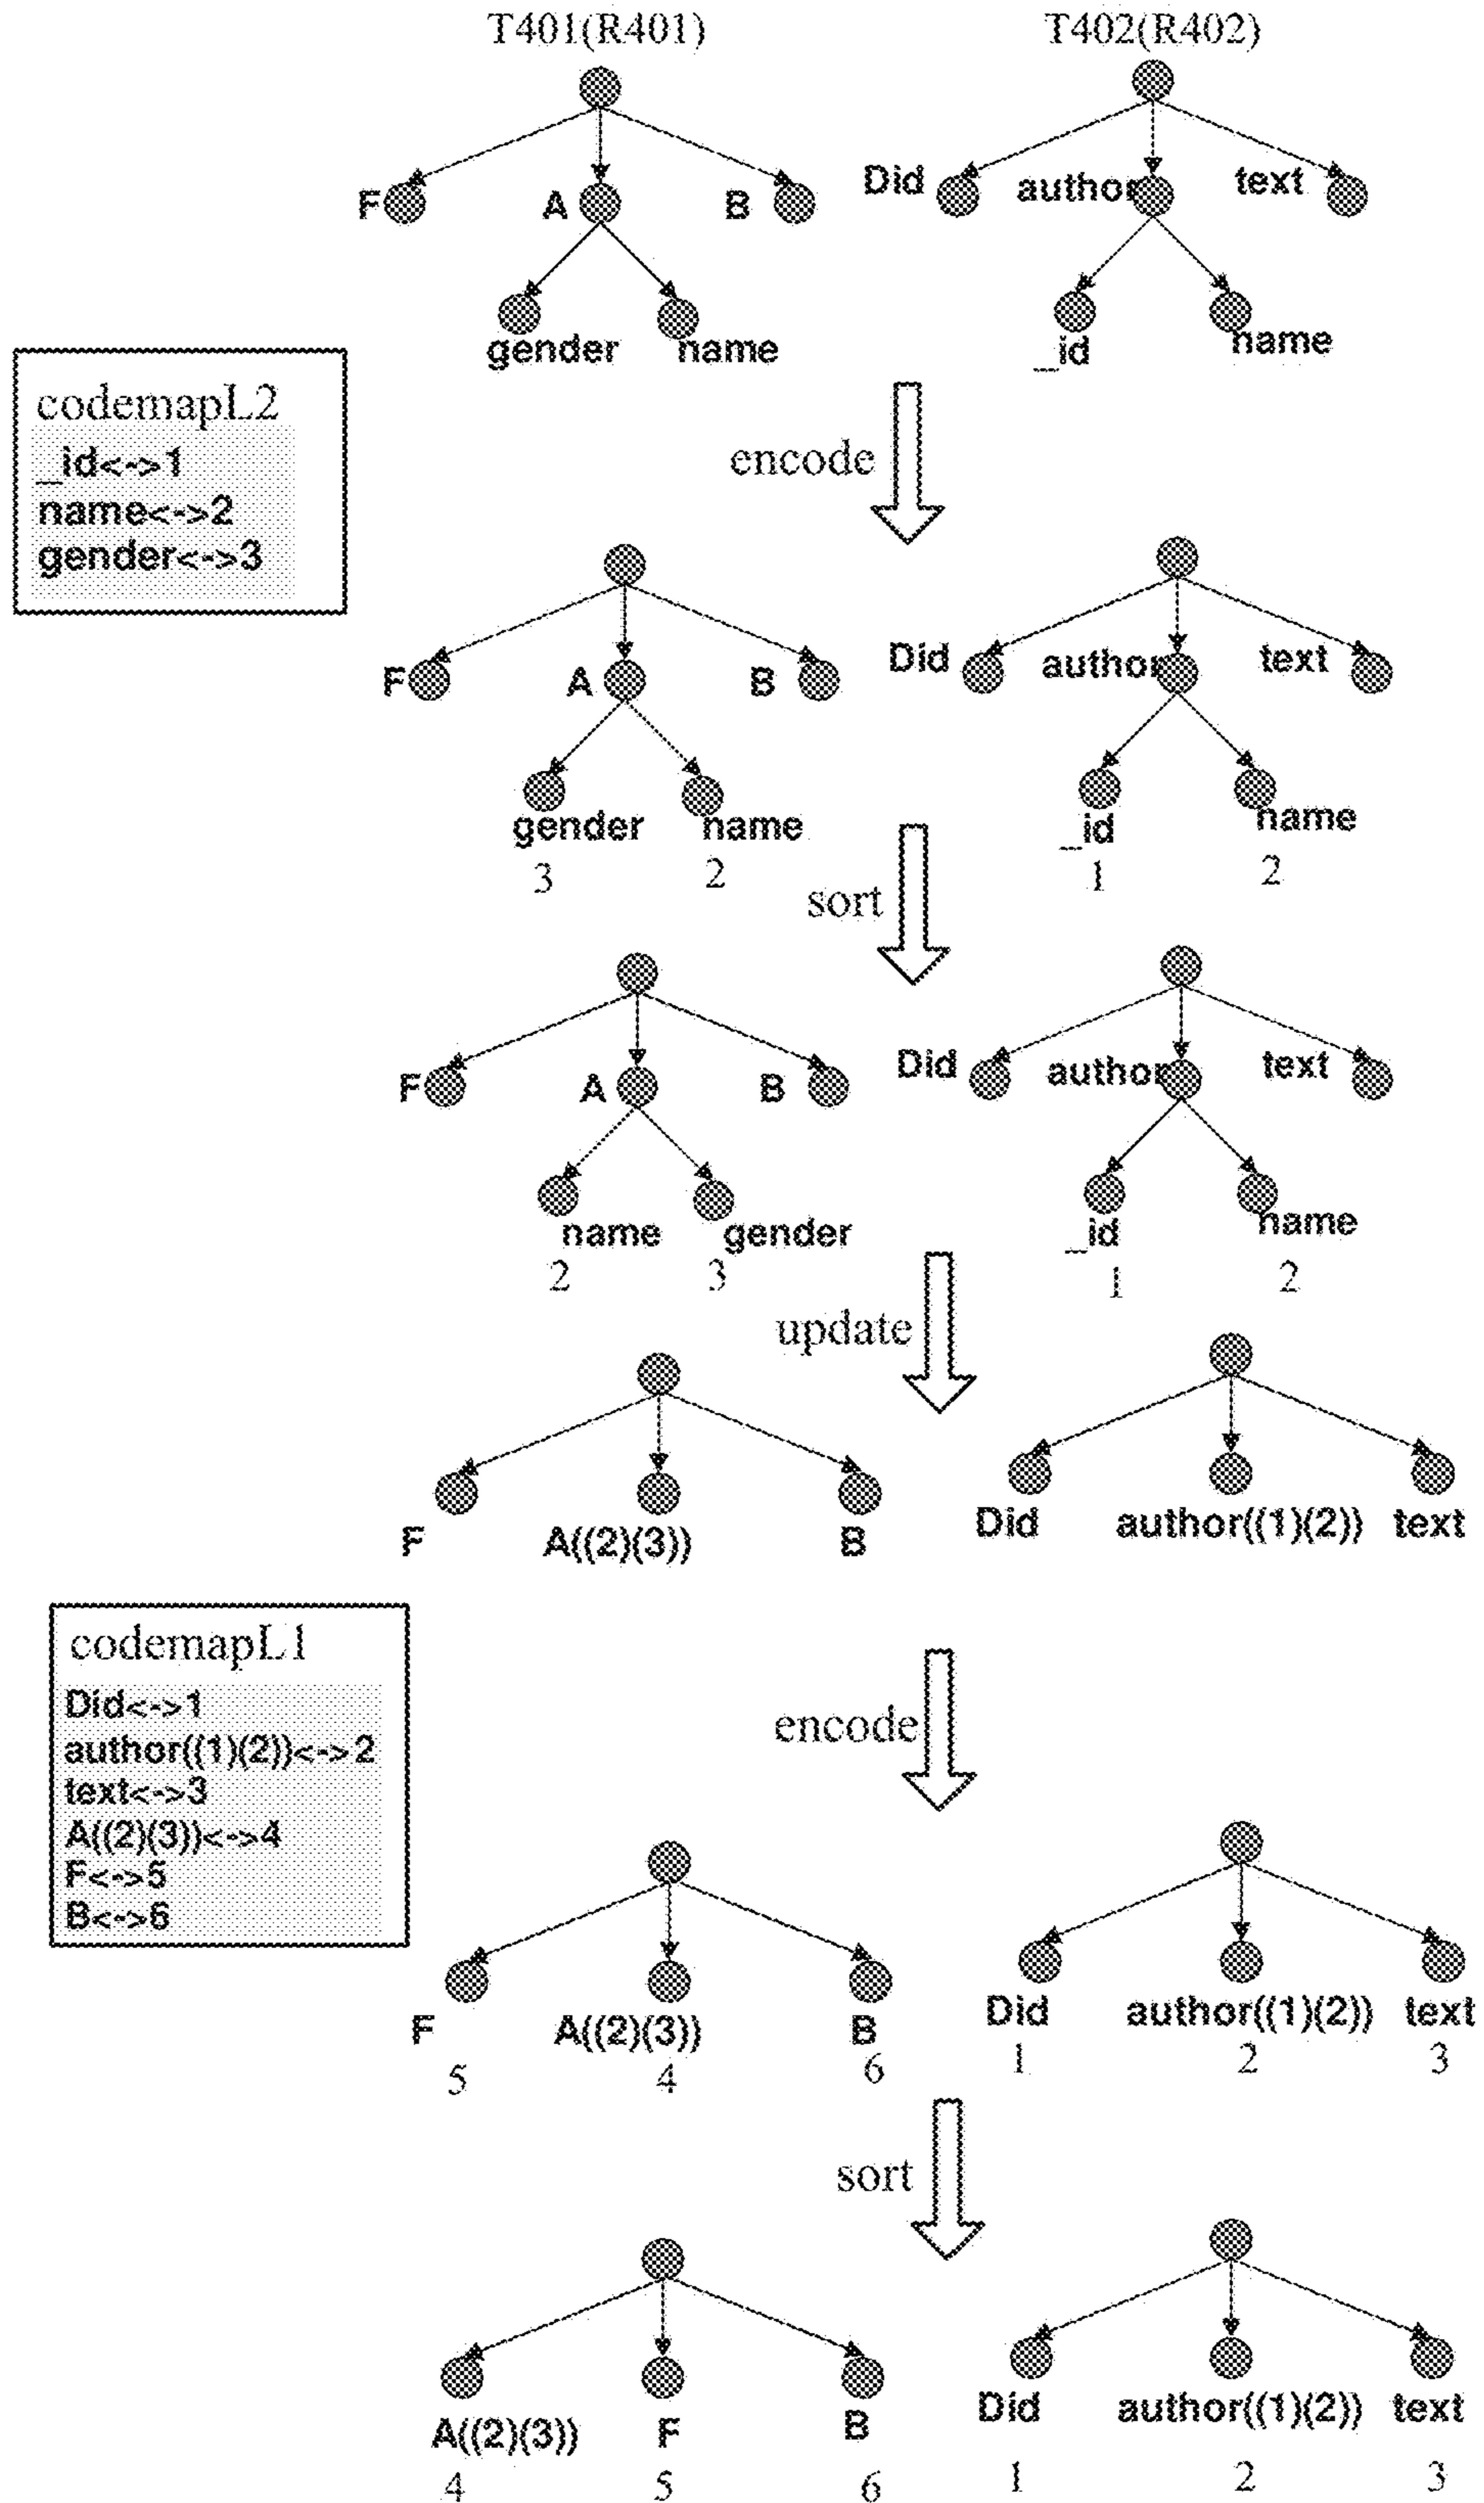 T401(R401) T402(R402)
F A B Did author text
gender name _id name
codemapL2
_id<->1
name<->2
gender<->3
encode
F A B Did author text
gender name _id name
3 2 1 2
sort
F A B Did author text
name gender _id name
2 3 1 2
update
F A((2)(3)) B Did author((1)(2)) text
codemapL1
Did<->1
author((1)(2))<->2
text<->3
A((2)(3))<->4
F<->5
B<->6
encode
F A((2)(3)) B Did author((1)(2)) text
5 4 6 1 2 3
sort
A((2)(3)) F B Did author((1)(2)) text
4 5 6 1 2 3